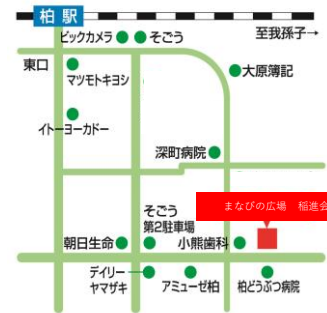 柏 駅
ビックカメラ
そごう
至我孫子→
東口
マツモトキヨシ
大原簿記
イトーヨーカドー
深町病院
まなびの広場　稲進会
そごう
第2駐車場
朝日生命
小熊歯科
デイリー
ヤマザキ
アミューゼ柏
柏どうぶつ病院